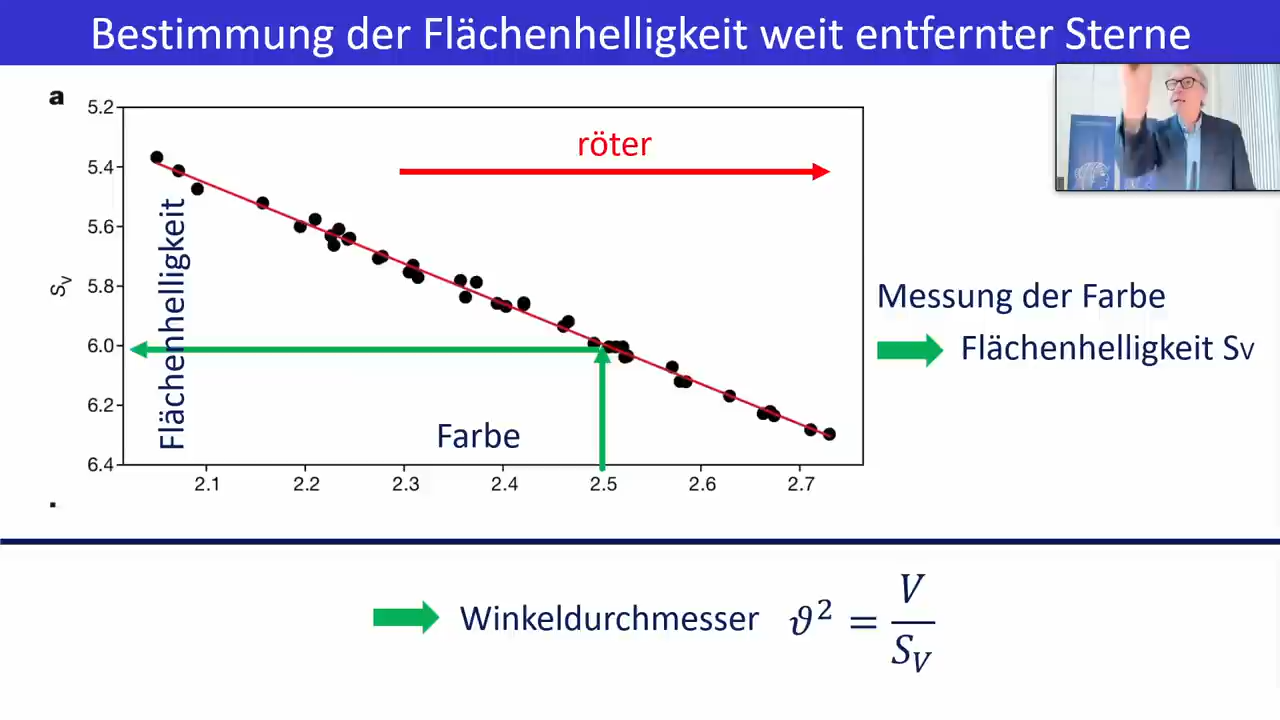 Bestimmung der Flächenhelligkeit weit entfernter Sterne
a
5.2
5.4
5.6
5.8
6.0
6.2
6.4
SV
Flächenhelligkeit
röter
Farbe
2.1 2.2 2.3 2.4 2.5 2.6 2.7
Messung der Farbe
Flächenhelligkeit SV
Winkeldurchmesser ϑ² = V / SV